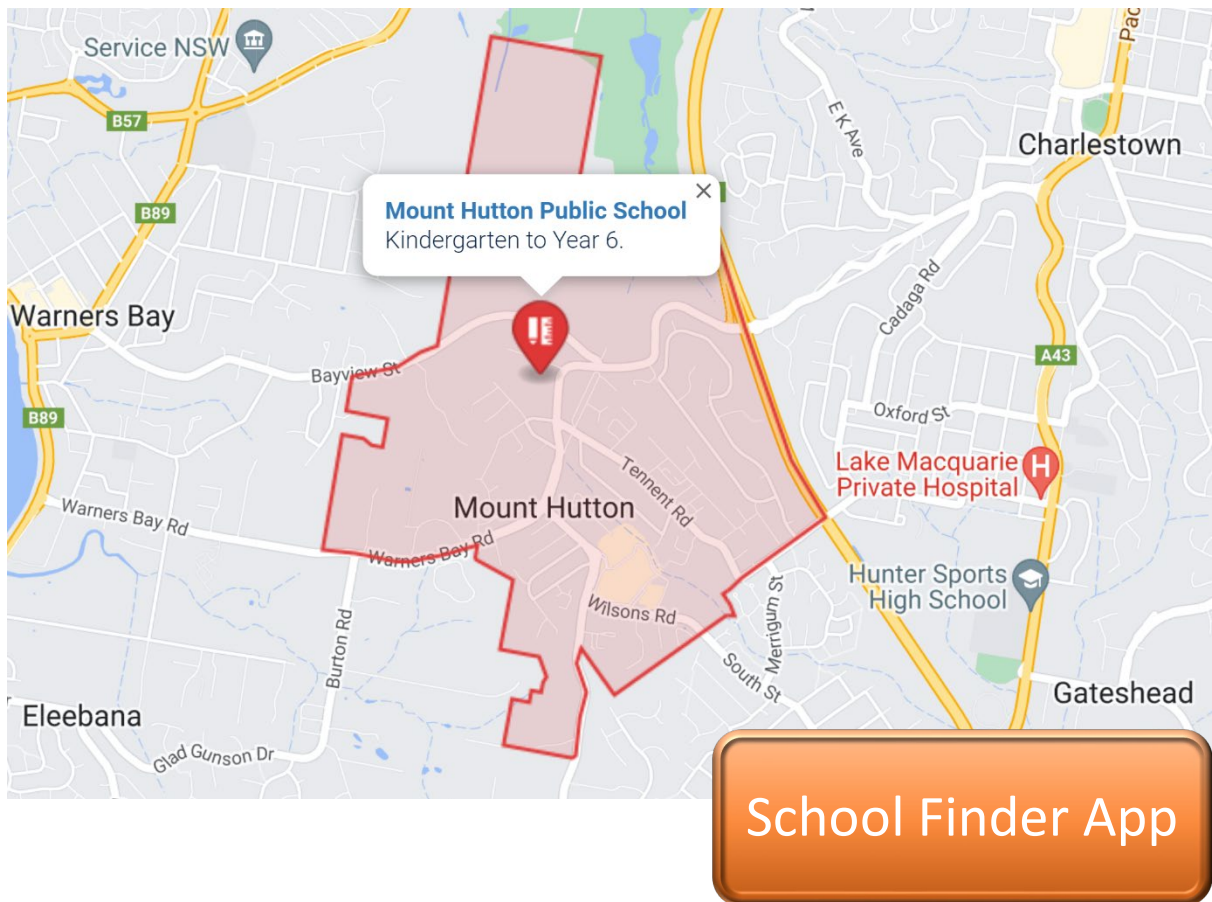 Service NSW
Pac
B57
E K Ave
Charlestown
B89
Mount Hutton Public School
Kindergarten to Year 6.
Cadaga Rd
Warners Bay
A43
Bayview St
B89
Oxford St
Lake Macquarie
Private Hospital
H
Tennent Rd
Warners Bay Rd
Mount Hutton
Warners Bay Rd
Hunter Sports
High School
Wilsons Rd
Merrigum St
Burton Rd
South St
Gateshead
Eleebana
Glad Gunson Dr
School Finder App